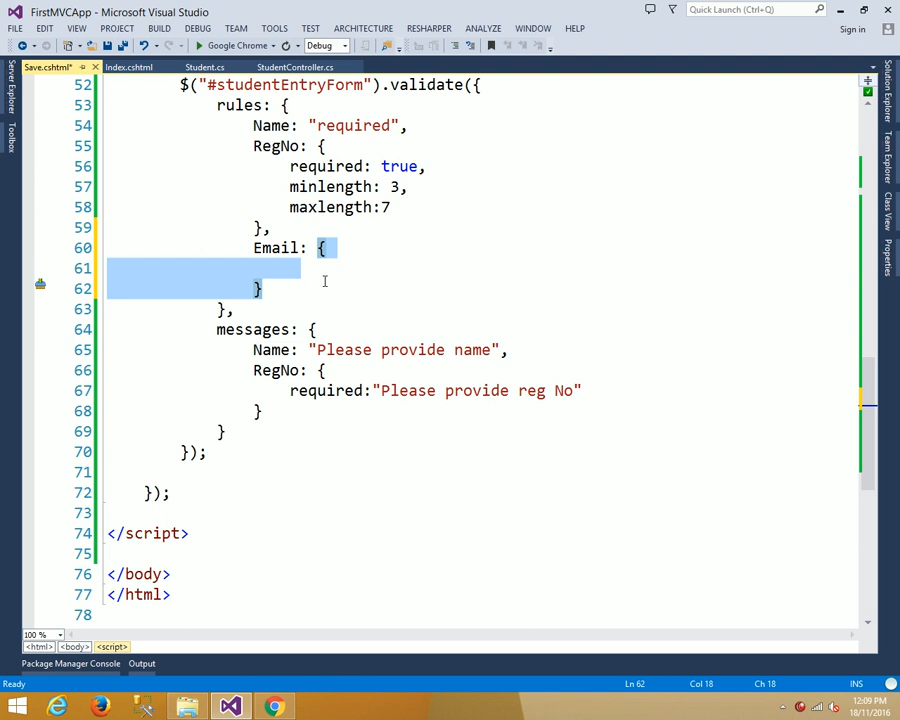 FirstMVCApp - Microsoft Visual Studio
Quick Launch (Ctrl+Q)
FILE EDIT VIEW PROJECT BUILD DEBUG TEAM TOOLS TEST ARCHITECTURE RESHARPER ANALYZE WINDOW HELP
Sign in
Google Chrome Debug
Save.cshtml* Index.cshtml Student.cs StudentController.cs
Server Explorer
Toolbox
Solution Explorer
Team Explorer
Class View
Properties
52 $("#studentEntryForm").validate({
53 rules: {
54 Name: "required",
55 RegNo: {
56 required: true,
57 minlength: 3,
58 maxlength:7
59 },
60 Email: {
61
62 }
63 },
64 messages: {
65 Name: "Please provide name",
66 RegNo: {
67 required:"Please provide reg No"
68 }
69 }
70 });
71
72 });
73
74 </script>
75
76 </body>
77 </html>
78
100 %
<html> <body> <script>
Package Manager Console Output
Ready Ln 62 Col 18 Ch 18 INS
12:09 PM
18/11/2016